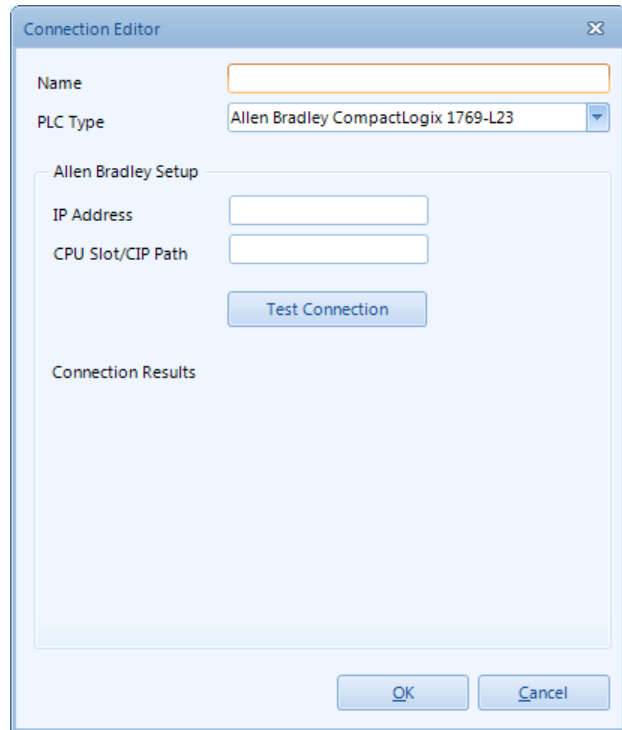 Connection Editor
Name
PLC Type Allen Bradley CompactLogix 1769-L23
Allen Bradley Setup
IP Address
CPU Slot/CIP Path
Test Connection
Connection Results
OK Cancel